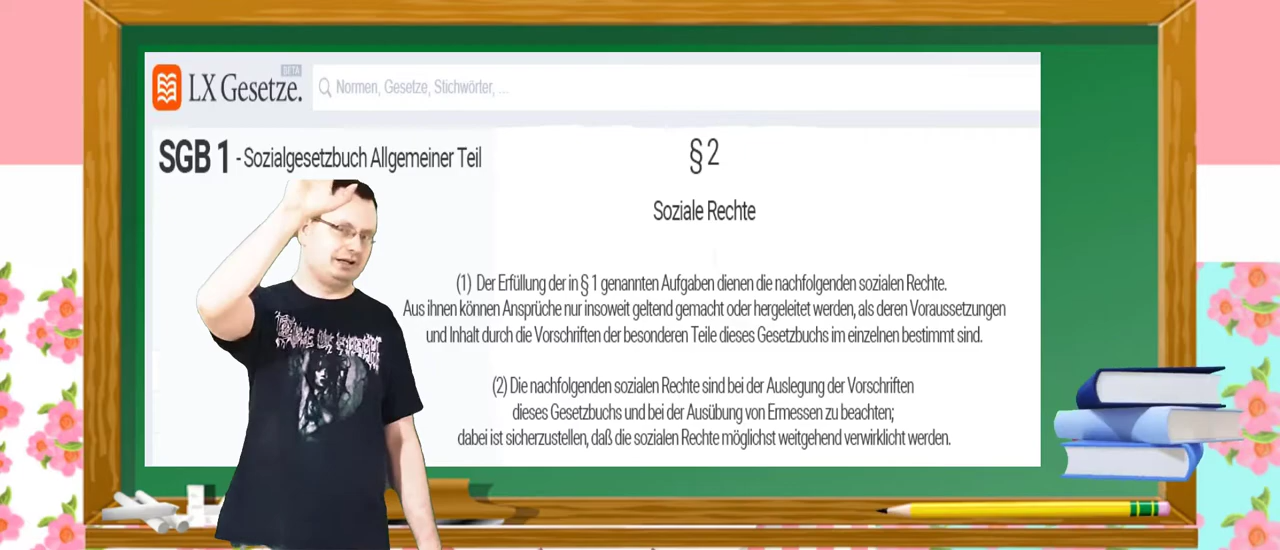 BETA
LX Gesetze.
Normen, Gesetze, Stichwörter, ...
SGB 1 - Sozialgesetzbuch Allgemeiner Teil
§ 2
Soziale Rechte
(1) Der Erfüllung der in § 1 genannten Aufgaben dienen die nachfolgenden sozialen Rechte.
Aus ihnen können Ansprüche nur insoweit geltend gemacht oder hergeleitet werden, als deren Voraussetzungen
und Inhalt durch die Vorschriften der besonderen Teile dieses Gesetzbuchs im einzelnen bestimmt sind.
(2) Die nachfolgenden sozialen Rechte sind bei der Auslegung der Vorschriften
dieses Gesetzbuchs und bei der Ausübung von Ermessen zu beachten;
dabei ist sicherzustellen, daß die sozialen Rechte möglichst weitgehend verwirklicht werden.
CRADLE OF FILTH